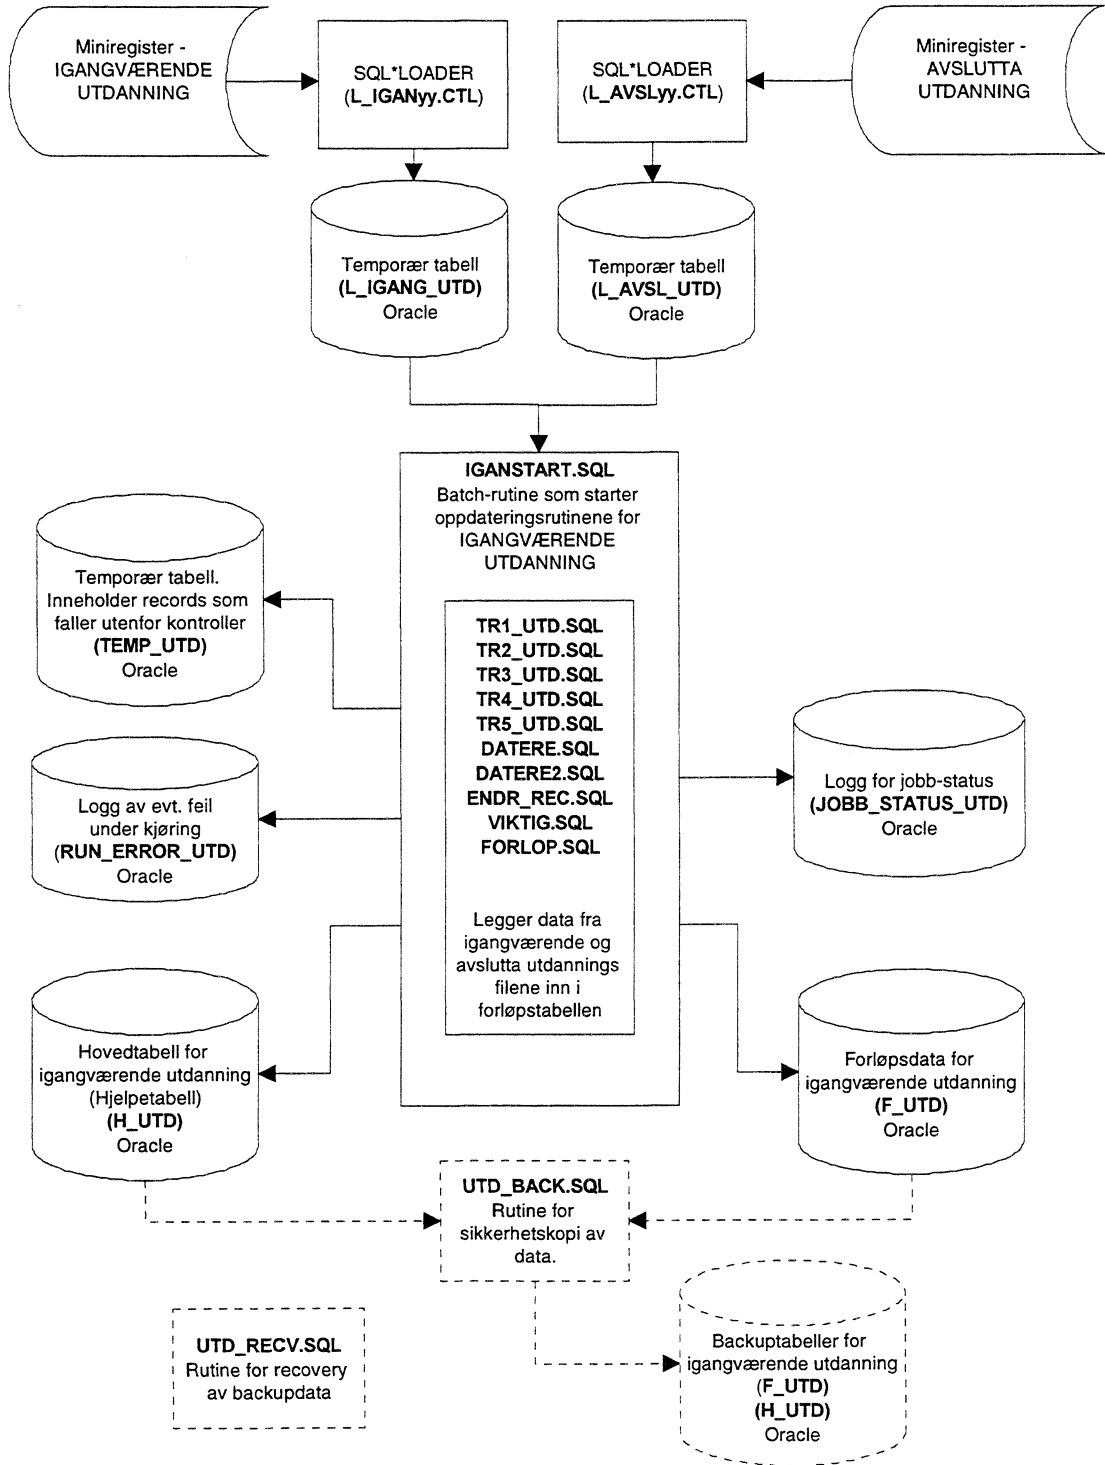 Miniregister -
IGANGVÆRENDE
UTDANNING
SQL*LOADER
(L_IGANyy.CTL)
SQL*LOADER
(L_AVSLyy.CTL)
Miniregister -
AVSLUTTA
UTDANNING
Temporær tabell
(L_IGANG_UTD)
Oracle
Temporær tabell
(L_AVSL_UTD)
Oracle
IGANSTART.SQL
Batch-rutine som starter
oppdateringsrutinene for
IGANGVÆRENDE
UTDANNING
Temporær tabell.
Inneholder records som
faller utenfor kontroller
(TEMP_UTD)
Oracle
TR1_UTD.SQL
TR2_UTD.SQL
TR3_UTD.SQL
TR4_UTD.SQL
TR5_UTD.SQL
DATERE.SQL
DATERE2.SQL
ENDR_REC.SQL
VIKTIG.SQL
FORLOP.SQL
Legger data fra
igangværende og
avslutta utdannings
filene inn i
forløpstabellen
Logg av evt. feil
under kjøring
(RUN_ERROR_UTD)
Oracle
Logg for jobb-status
(JOBB_STATUS_UTD)
Oracle
Hovedtabell for
igangværende utdanning
(Hjelpetabell)
(H_UTD)
Oracle
Forløpsdata for
igangværende utdanning
(F_UTD)
Oracle
UTD_BACK.SQL
Rutine for
sikkerhetskopi av
data.
UTD_RECV.SQL
Rutine for recovery
av backupdata
Backuptabeller for
igangværende utdanning
(F_UTD)
(H_UTD)
Oracle